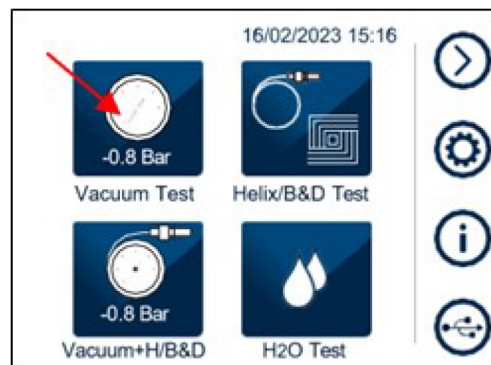 16/02/2023 15:16
-0.8 Bar
Vacuum Test
Helix/B&D Test
-0.8 Bar
Vacuum+H/B&D
H2O Test